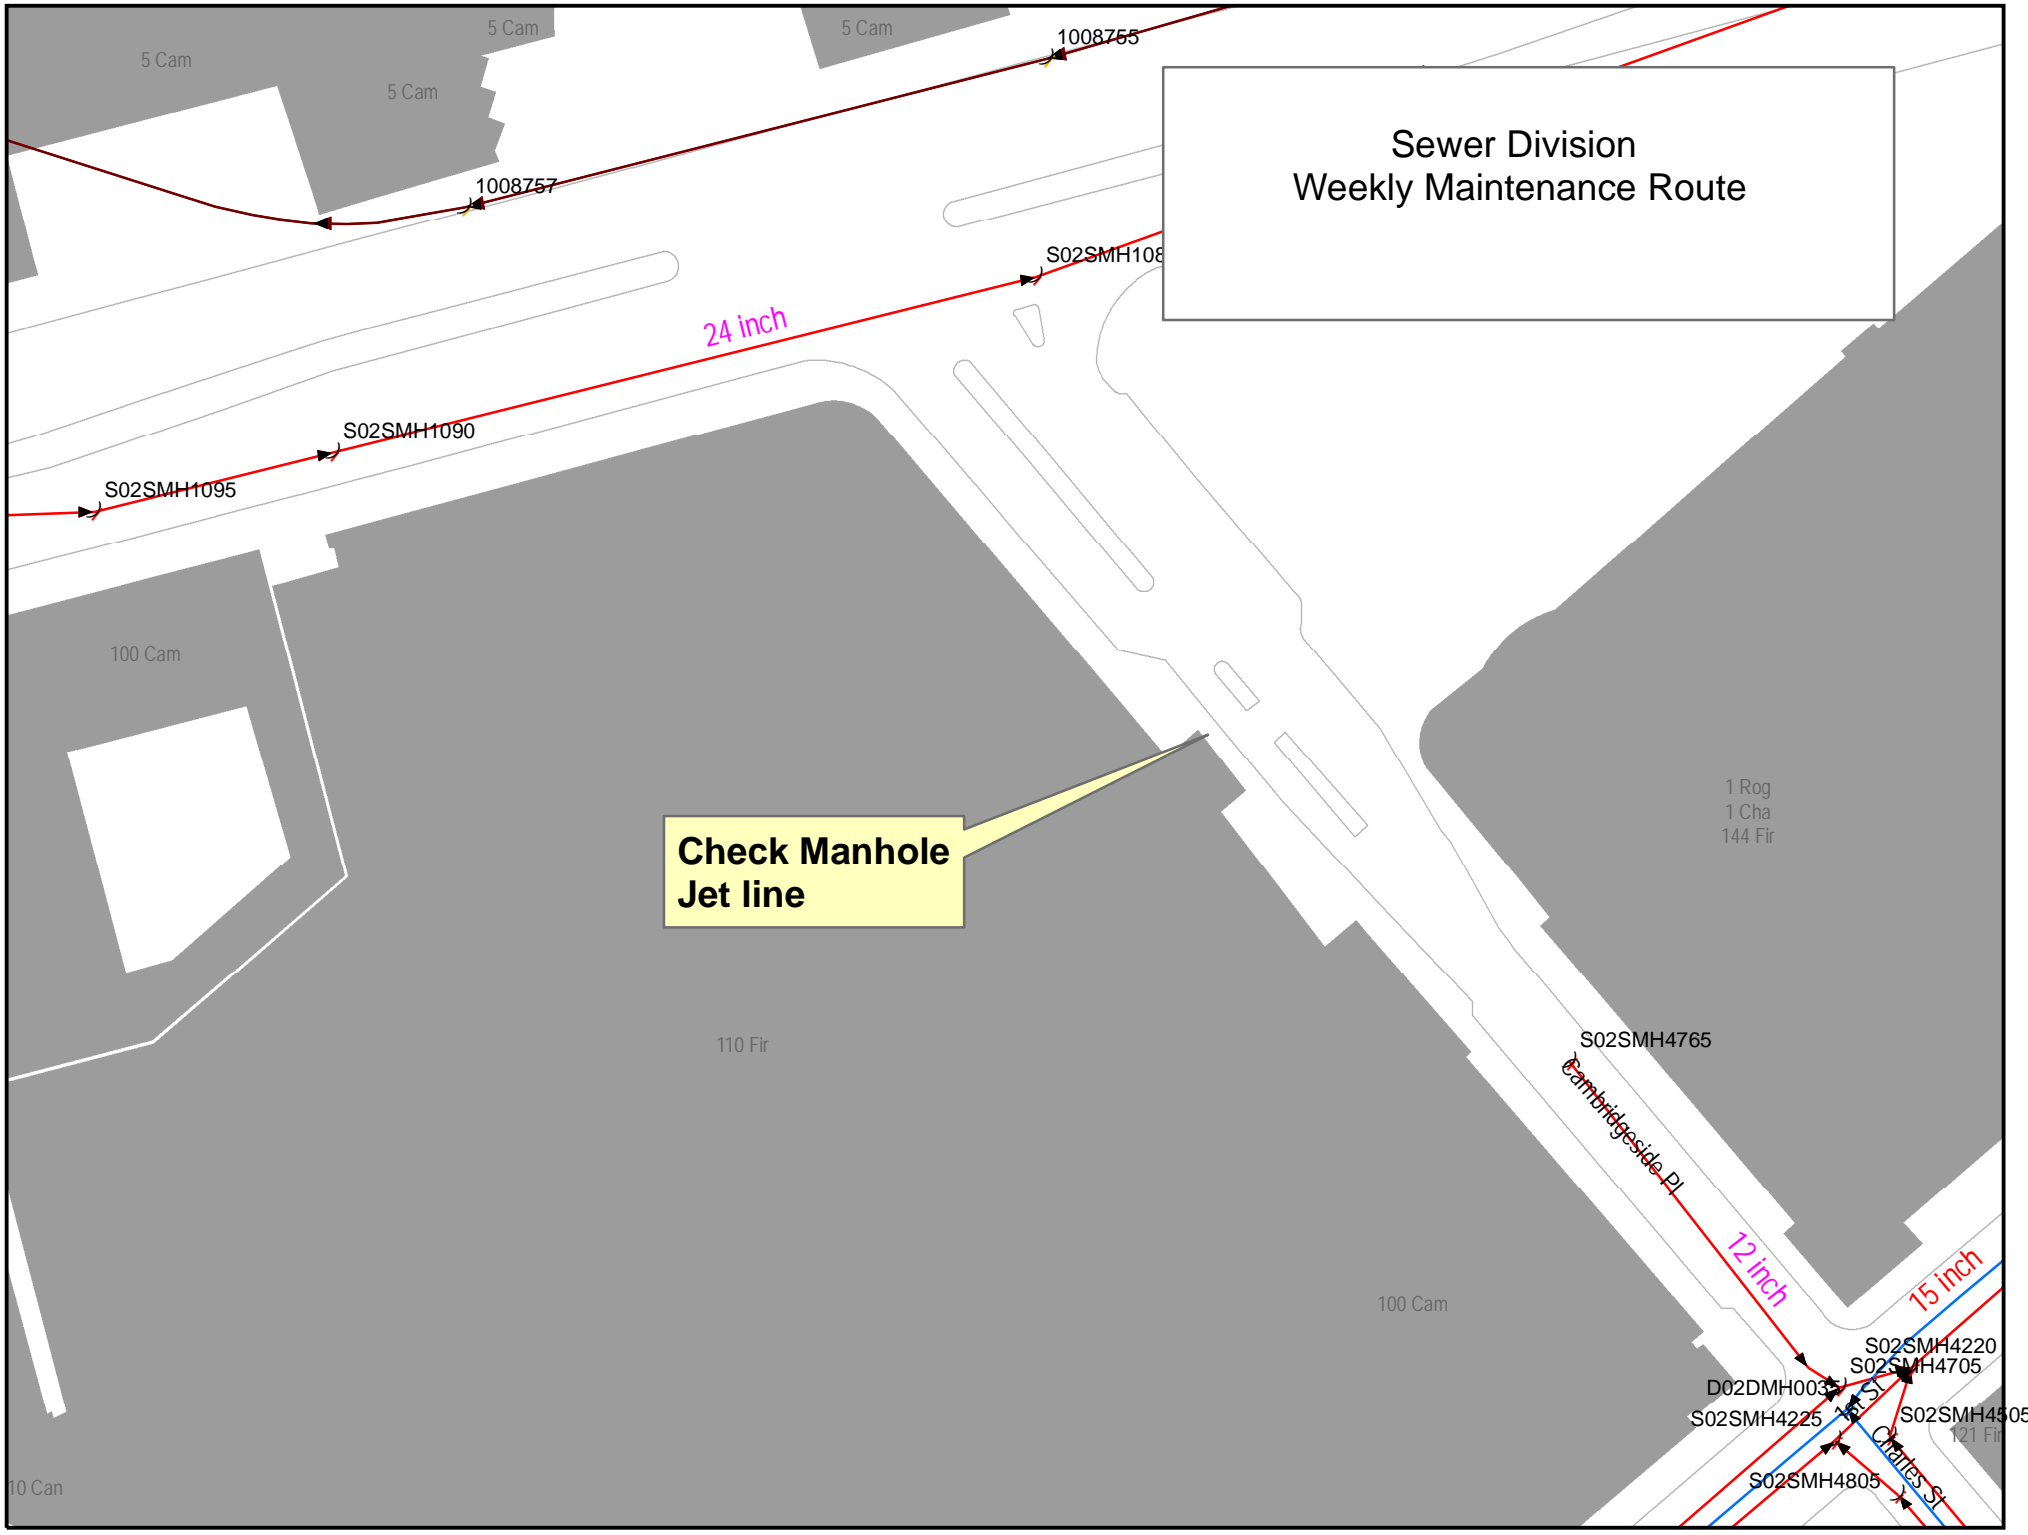 5 Cam
5 Cam
5 Cam
5 Cam
1008755
Sewer Division
Weekly Maintenance Route
1008757
S02SMH108
24 inch
S02SMH1090
S02SMH1095
100 Cam
1 Rog
1 Cha
144 Fir
Check Manhole
Jet line
110 Fir
S02SMH4765
Cambridgeside Pl
12 inch
15 inch
100 Cam
S02SMH4220
S02SMH4705
D02DMH003
1st St
S02SMH4225
S02SMH4505
121 Fir
Charles St
S02SMH4805
10 Can